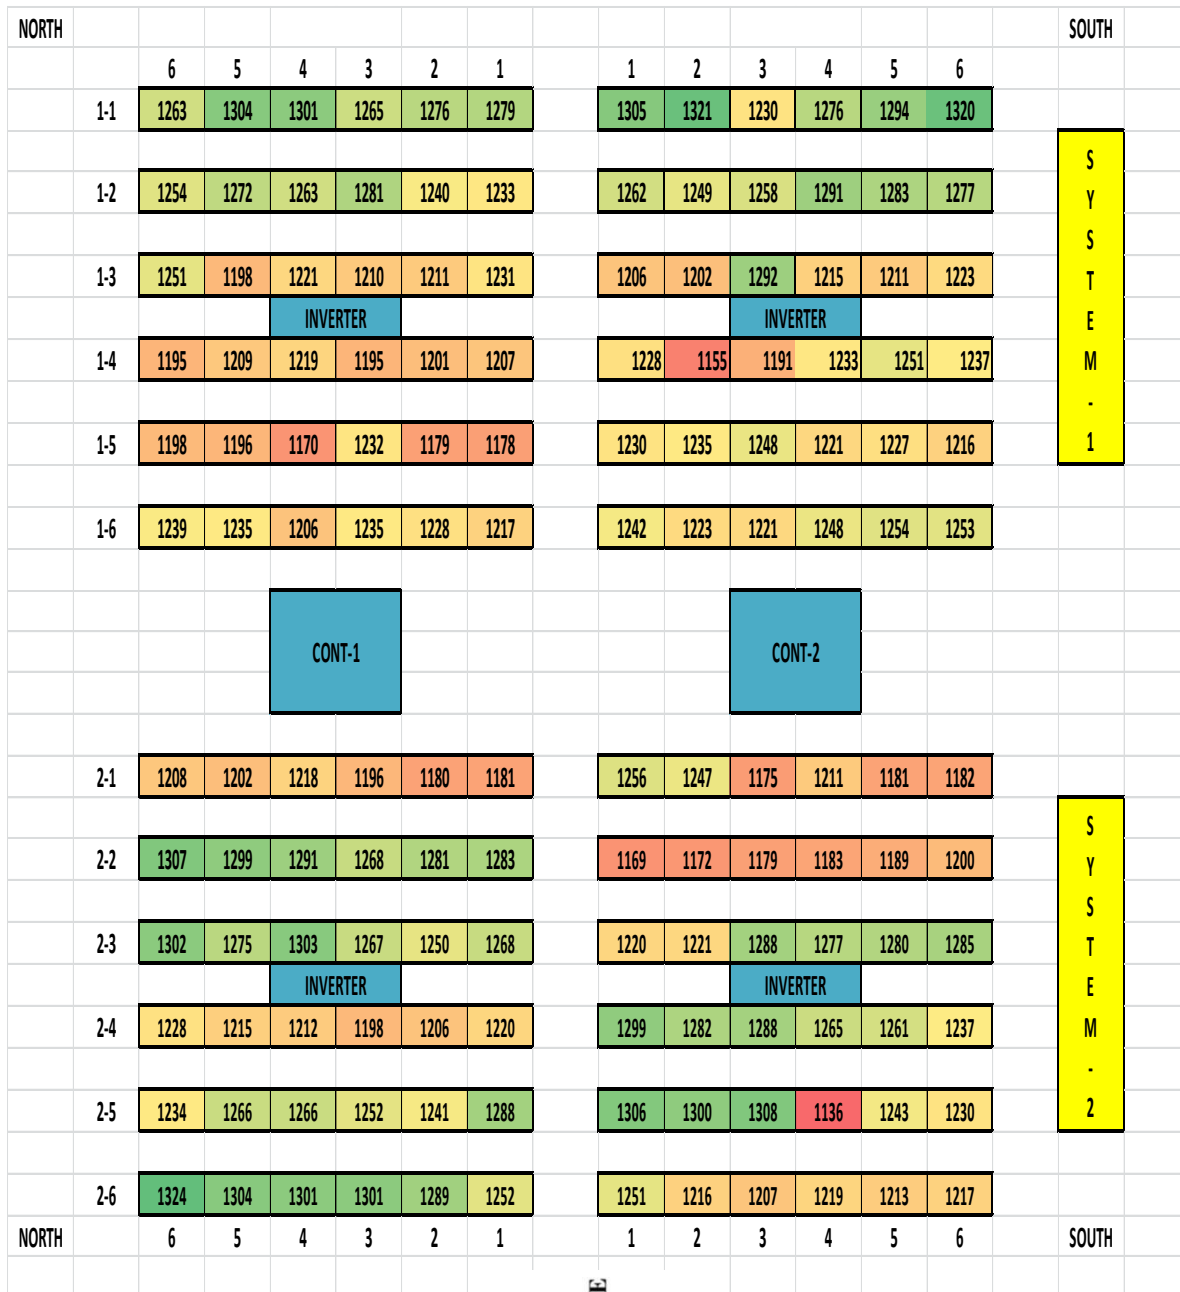 NORTH SOUTH
6 5 4 3 2 1 1 2 3 4 5 6
1-1 1263 1304 1301 1265 1276 1279 1305 1321 1230 1276 1294 1320
1-2 1254 1272 1263 1281 1240 1233 1262 1249 1258 1291 1283 1277
1-3 1251 1198 1221 1210 1211 1231 1206 1202 1292 1215 1211 1223
INVERTER INVERTER
1-4 1195 1209 1219 1195 1201 1207 1228 1155 1191 1233 1251 1237
1-5 1198 1196 1170 1232 1179 1178 1230 1235 1248 1221 1227 1216
1-6 1239 1235 1206 1235 1228 1217 1242 1223 1221 1248 1254 1253
SYSTEM-1
CONT-1 CONT-2
2-1 1208 1202 1218 1196 1180 1181 1256 1247 1175 1211 1181 1182
2-2 1307 1299 1291 1268 1281 1283 1169 1172 1179 1183 1189 1200
2-3 1302 1275 1303 1267 1250 1268 1220 1221 1288 1277 1280 1285
INVERTER INVERTER
2-4 1228 1215 1212 1198 1206 1220 1299 1282 1288 1265 1261 1237
2-5 1234 1266 1266 1252 1241 1288 1306 1300 1308 1136 1243 1230
2-6 1324 1304 1301 1301 1289 1252 1251 1216 1207 1219 1213 1217
SYSTEM-2
NORTH 6 5 4 3 2 1 1 2 3 4 5 6 SOUTH
E